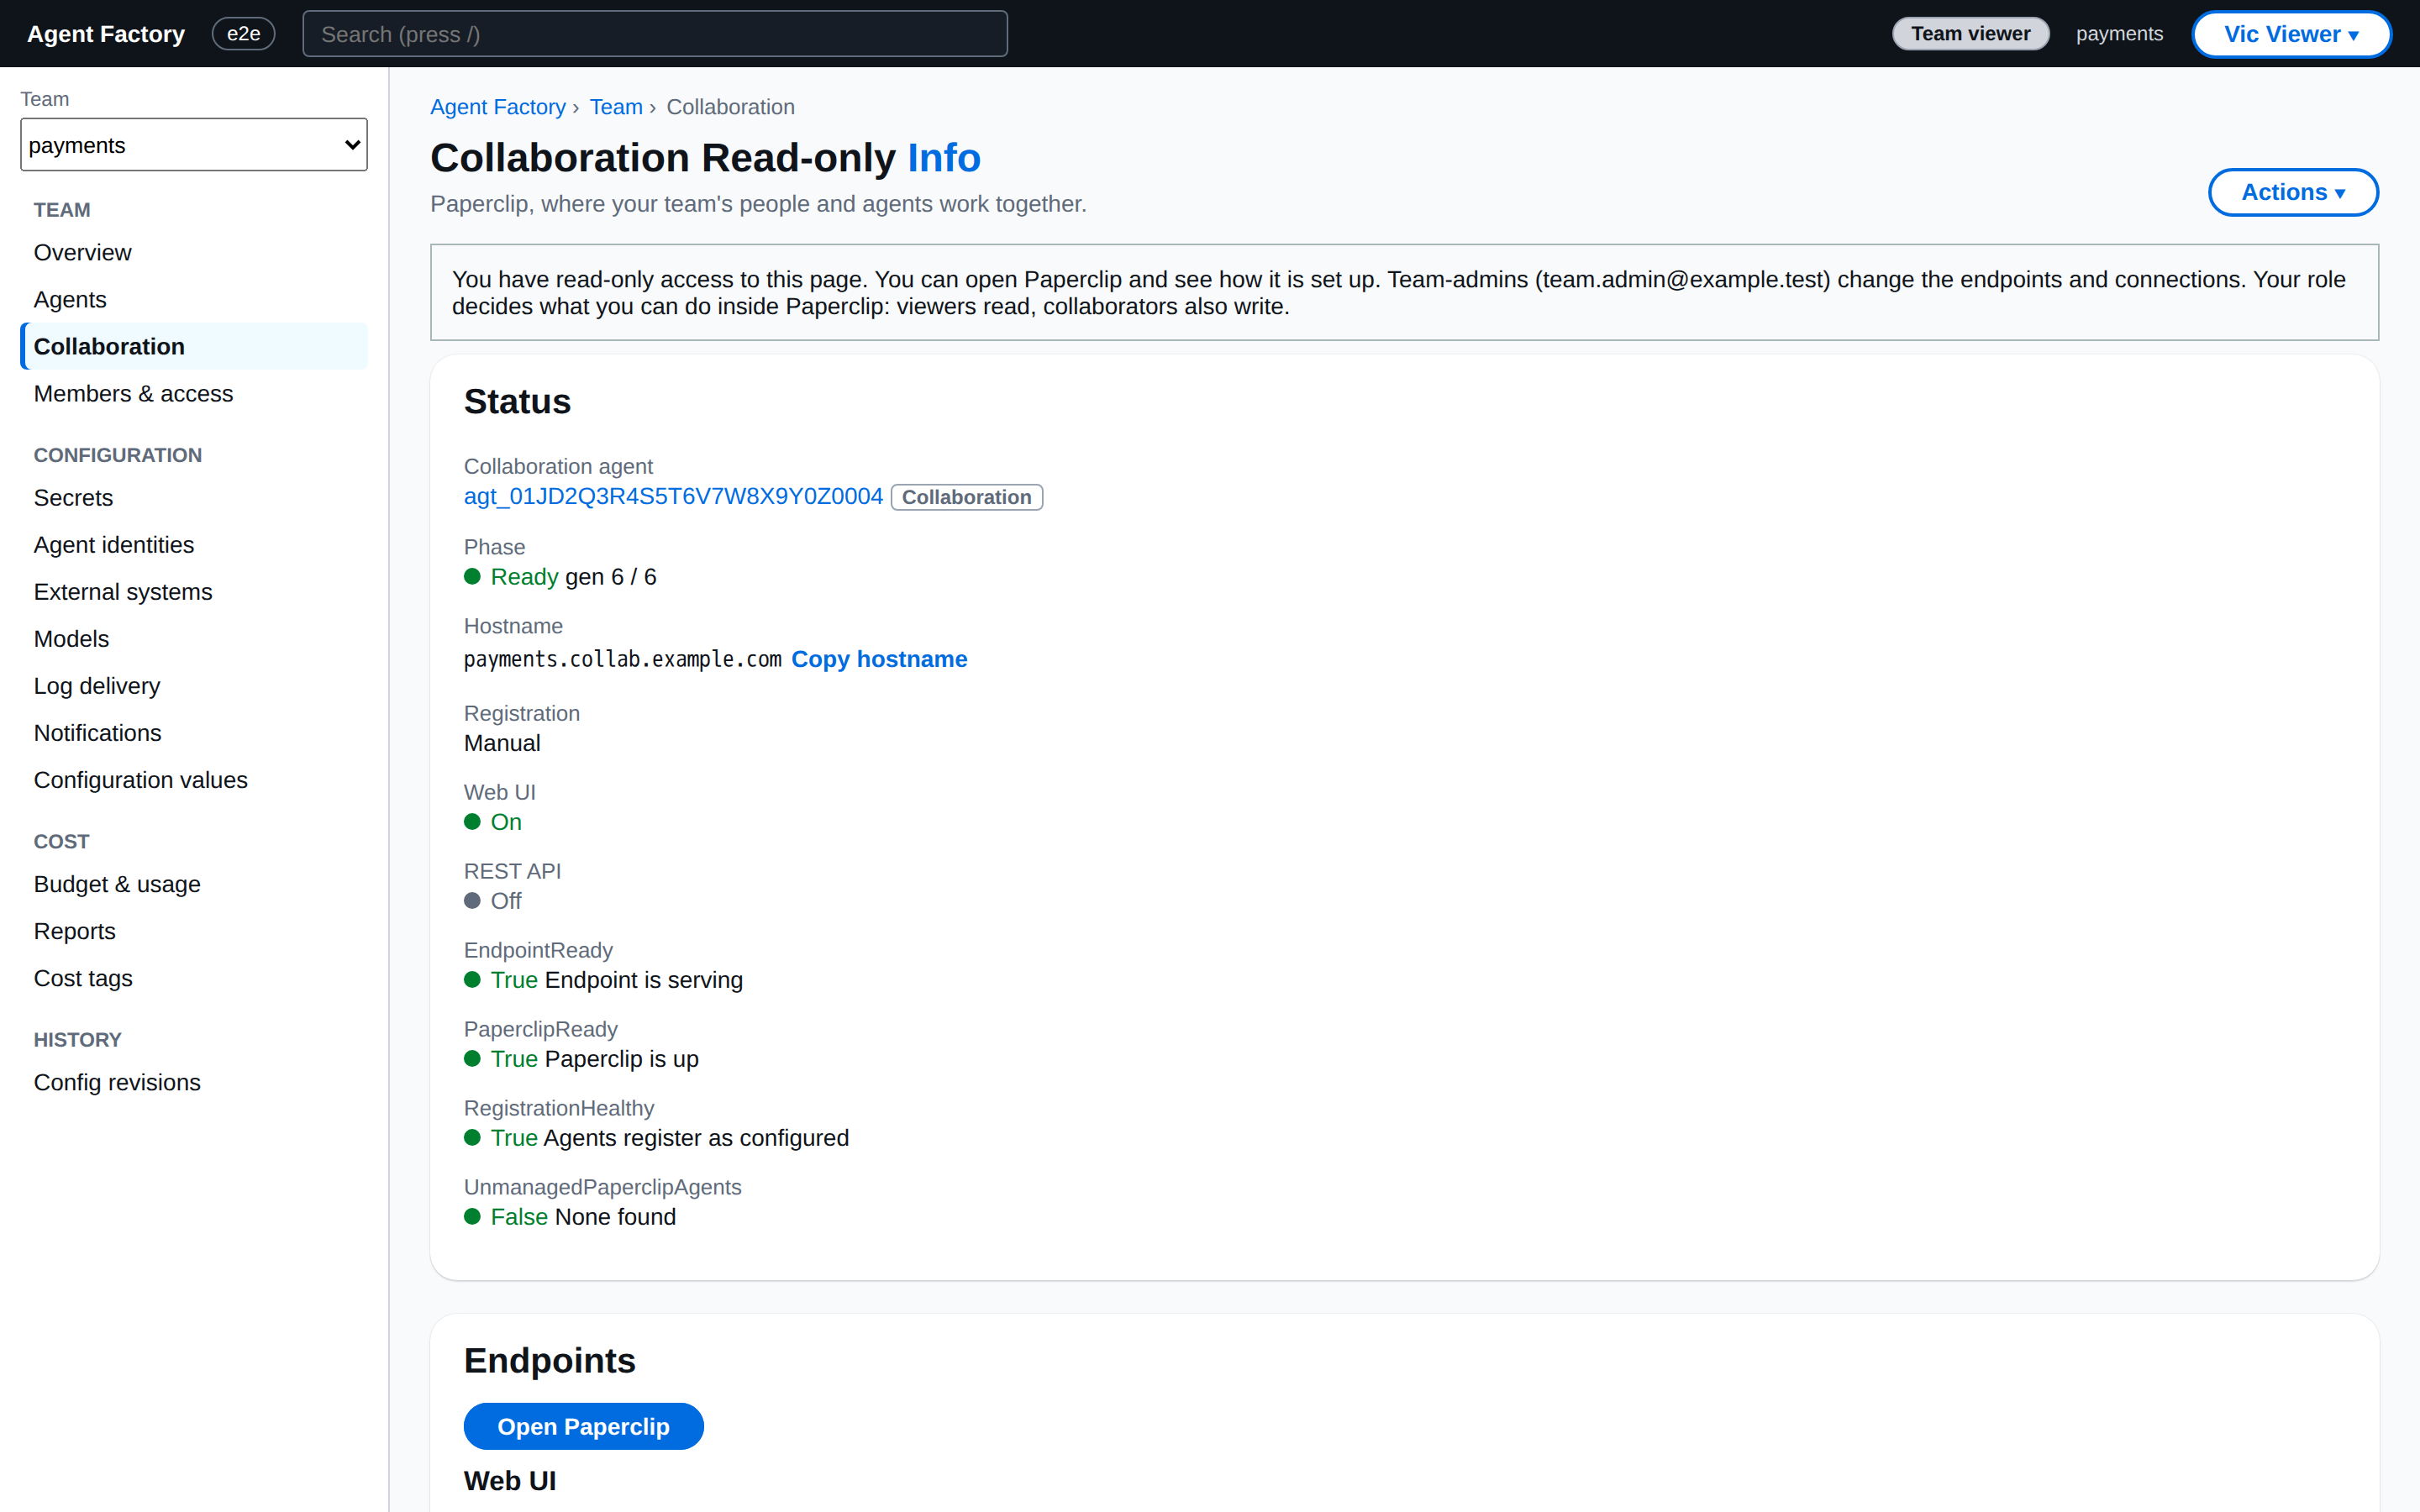 Agent Factory
e2e
Search (press /)
Team viewer
payments
Vic Viewer ▾
Team
payments
TEAM
Overview
Agents
Collaboration
Members & access
CONFIGURATION
Secrets
Agent identities
External systems
Models
Log delivery
Notifications
Configuration values
COST
Budget & usage
Reports
Cost tags
HISTORY
Config revisions
Agent Factory › Team › Collaboration
Collaboration Read-only Info
Paperclip, where your team's people and agents work together.
Actions ▾
You have read-only access to this page. You can open Paperclip and see how it is set up. Team-admins (team.admin@example.test) change the endpoints and connections. Your role
decides what you can do inside Paperclip: viewers read, collaborators also write.
Status
Collaboration agent
agt_01JD2Q3R4S5T6V7W8X9Y0Z0004 Collaboration
Phase
Ready gen 6 / 6
Hostname
payments.collab.example.com Copy hostname
Registration
Manual
Web UI
On
REST API
Off
EndpointReady
True Endpoint is serving
PaperclipReady
True Paperclip is up
RegistrationHealthy
True Agents register as configured
UnmanagedPaperclipAgents
False None found
Endpoints
Open Paperclip
Web UI